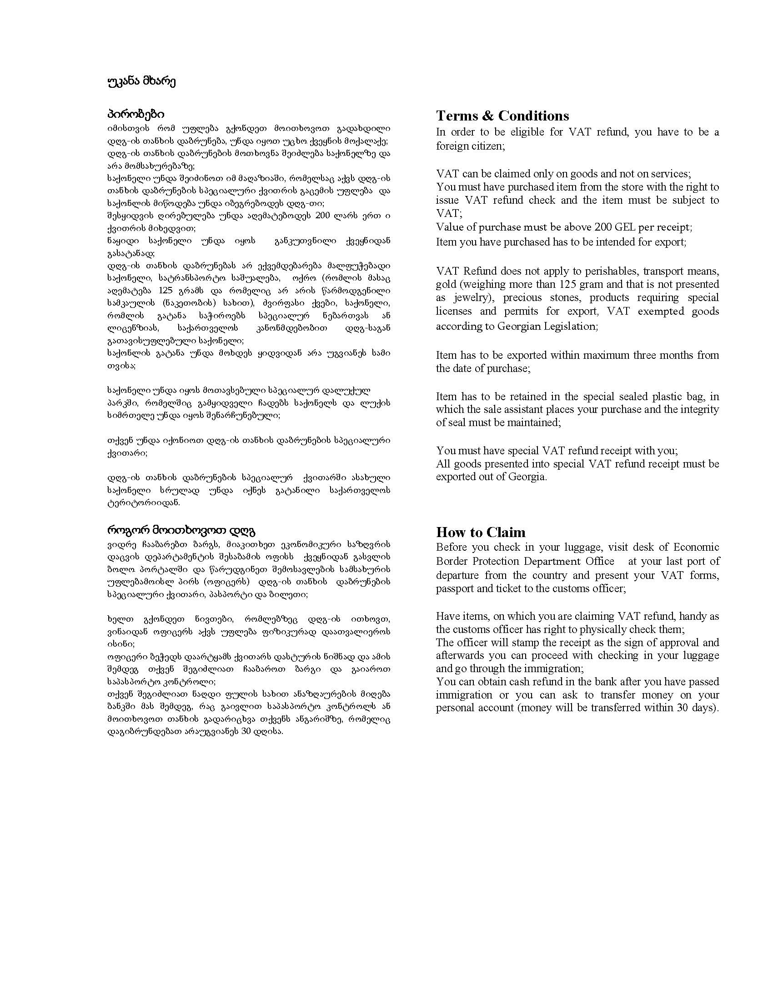 უკანა მხარე
პირობები
იმისთვის რომ უფლება გქონდეთ მოითხოვოთ გადახდილი
დღგ-ის თანხის დაბრუნება, უნდა იყოთ უცხო ქვეყნის მოქალაქე;
დღგ-ის თანხის დაბრუნების მოთხოვნა შეიძლება საქონელზე და
არა მომსახურებაზე;
საქონელი უნდა შეიძინოთ იმ მაღაზიაში, რომელსაც აქვს დღგ-ის
თანხის დაბრუნების სპეციალური ქვითრის გაცემის უფლება და
საქონლის მიწოდება უნდა იბეგრებოდეს დღგ-თი;
შესყიდვის ღირებულება უნდა აღემატებოდეს 200 ლარს ერთ ი
ქვითრის მიხედვით;
ნაყიდი საქონელი უნდა იყოს განკუთვნილი ქვეყნიდან
გასატანად;
დღგ-ის თანხის დაბრუნებას არ ექვემდებარება მალფუჭებადი
საქონელი, სატრანსპორტო საშუალება, ოქრო (რომლის მასაც
აღემატება 125 გრამს და რომელიც არ არის წარმოდგენილი
სამკაულის (ნაკეთობის) სახით), ძვირფასი ქვები, საქონელი,
რომლის გატანა საჭიროებს სპეციალურ ნებართვას ან
ლიცენზიას, საქართველოს კანონმდებობით დღგ-საგან
გათავისუფლებული საქონელი;
საქონლის გატანა უნდა მოხდეს ყიდვიდან არა უგვიანეს სამი
თვისა;
საქონელი უნდა იყოს მოთავსებული სპეციალურ დალუქულ
პარკში, რომელშიც გამყიდველი ჩადებს საქონელს და ლუქის
სიმრთელე უნდა იყოს შენარჩუნებული;
თქვენ უნდა იქონიოთ დღგ-ის თანხის დაბრუნების სპეციალური
ქვითარი;
დღგ-ის თანხის დაბრუნების სპეციალურ ქვითარში ასახული
საქონელი სრულად უნდა იქნეს გატანილი საქართველოს
ტერიტორიიდან.
Terms & Conditions
In order to be eligible for VAT refund, you have to be a
foreign citizen;
VAT can be claimed only on goods and not on services;
You must have purchased item from the store with the right to
issue VAT refund check and the item must be subject to
VAT;
Value of purchase must be above 200 GEL per receipt;
Item you have purchased has to be intended for export;
VAT Refund does not apply to perishables, transport means,
gold (weighing more than 125 gram and that is not presented
as jewelry), precious stones, products requiring special
licenses and permits for export, VAT exempted goods
according to Georgian Legislation;
Item has to be exported within maximum three months from
the date of purchase;
Item has to be retained in the special sealed plastic bag, in
which the sale assistant places your purchase and the integrity
of seal must be maintained;
You must have special VAT refund receipt with you;
All goods presented into special VAT refund receipt must be
exported out of Georgia.
როგორ მოითხოვოთ დღგ
ვიდრე ჩააბარებთ ბარგს, მიაკითხეთ ეკონომიკური საზღვრის
დაცვის დეპარტამენტის შესაბამის ოფისს ქვეყნიდან გასვლის
ბოლო პორტალში და წარუდგინეთ შემოსავლების სამსახურის
უფლებამოისლ პირს (ოფიცერს) დღგ-ის თანხის დაბრუნების
სპეციალური ქვითარი, პასპორტი და ბილეთი;
ხელთ გქონდეთ ნივთები, რომლებზეც დღგ-ის ითხოვთ,
ვინაიდან ოფიცერს აქვს უფლება ფიზიკურად დაათვალიეროს
ისინი;
ოფიცერი ბეჭედს დაარტყამს ქვითარს დასტურის ნიშნად და ამის
შემდეგ თქვენ შეგიძლიათ ჩააბაროთ ბარგი და გაიაროთ
საპასპორტო კონტროლი;
თქვენ შეგიძლიათ ნაღდი ფულის სახით ანაზღაურების მიღება
ბანკში მას შემდეგ, რაც გაივლით საპასპორტო კონტროლს ან
მოითხოვოთ თანხის გადარიცხვა თქვენს ანგარიშზე, რომელიც
დაგიბრუნდებათ არაუგვიანეს 30 დღისა.
How to Claim
Before you check in your luggage, visit desk of Economic
Border Protection Department Office at your last port of
departure from the country and present your VAT forms,
passport and ticket to the customs officer;
Have items, on which you are claiming VAT refund, handy as
the customs officer has right to physically check them;
The officer will stamp the receipt as the sign of approval and
afterwards you can proceed with checking in your luggage
and go through the immigration;
You can obtain cash refund in the bank after you have passed
immigration or you can ask to transfer money on your
personal account (money will be transferred within 30 days).